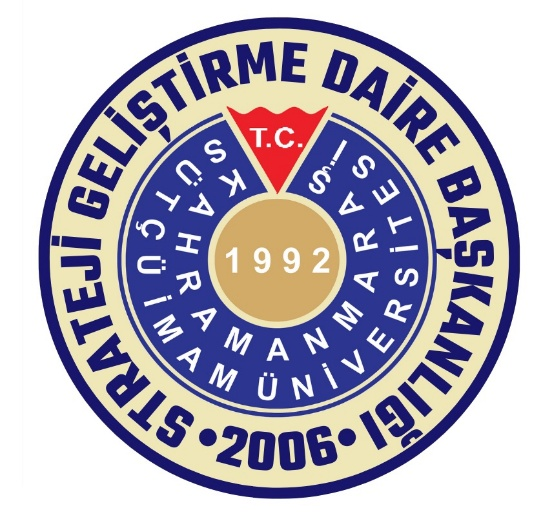 STRATEJİ GELİŞTİRME DAİRE BAŞKANLIĞI
•2006•
T.C.
KAHRAMANMARAŞ
SÜTÇÜ İMAM ÜNİVERSİTESİ
1992